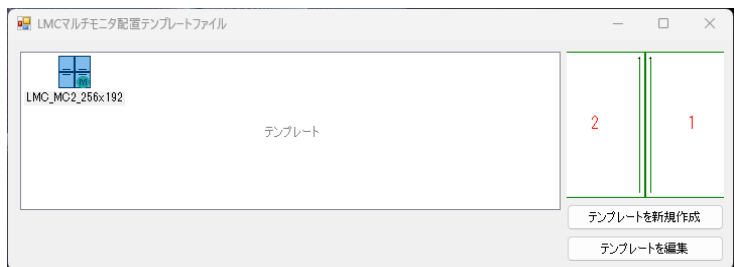 LMCマルチモニタ配置テンプレートファイル
M
LMC_MC2_256x192
テンプレート
2 1
テンプレートを新規作成
テンプレートを編集